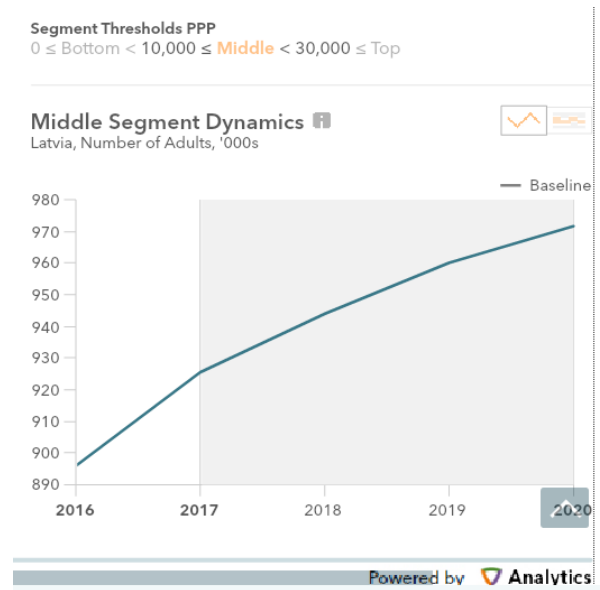 Segment Thresholds PPP
0 ≤ Bottom < 10,000 ≤ Middle < 30,000 ≤ Top
Middle Segment Dynamics i
Latvia, Number of Adults, '000s
Baseline
980
970
960
950
940
930
920
910
900
890
2016 2017 2018 2019 2020
Powered by Analytics